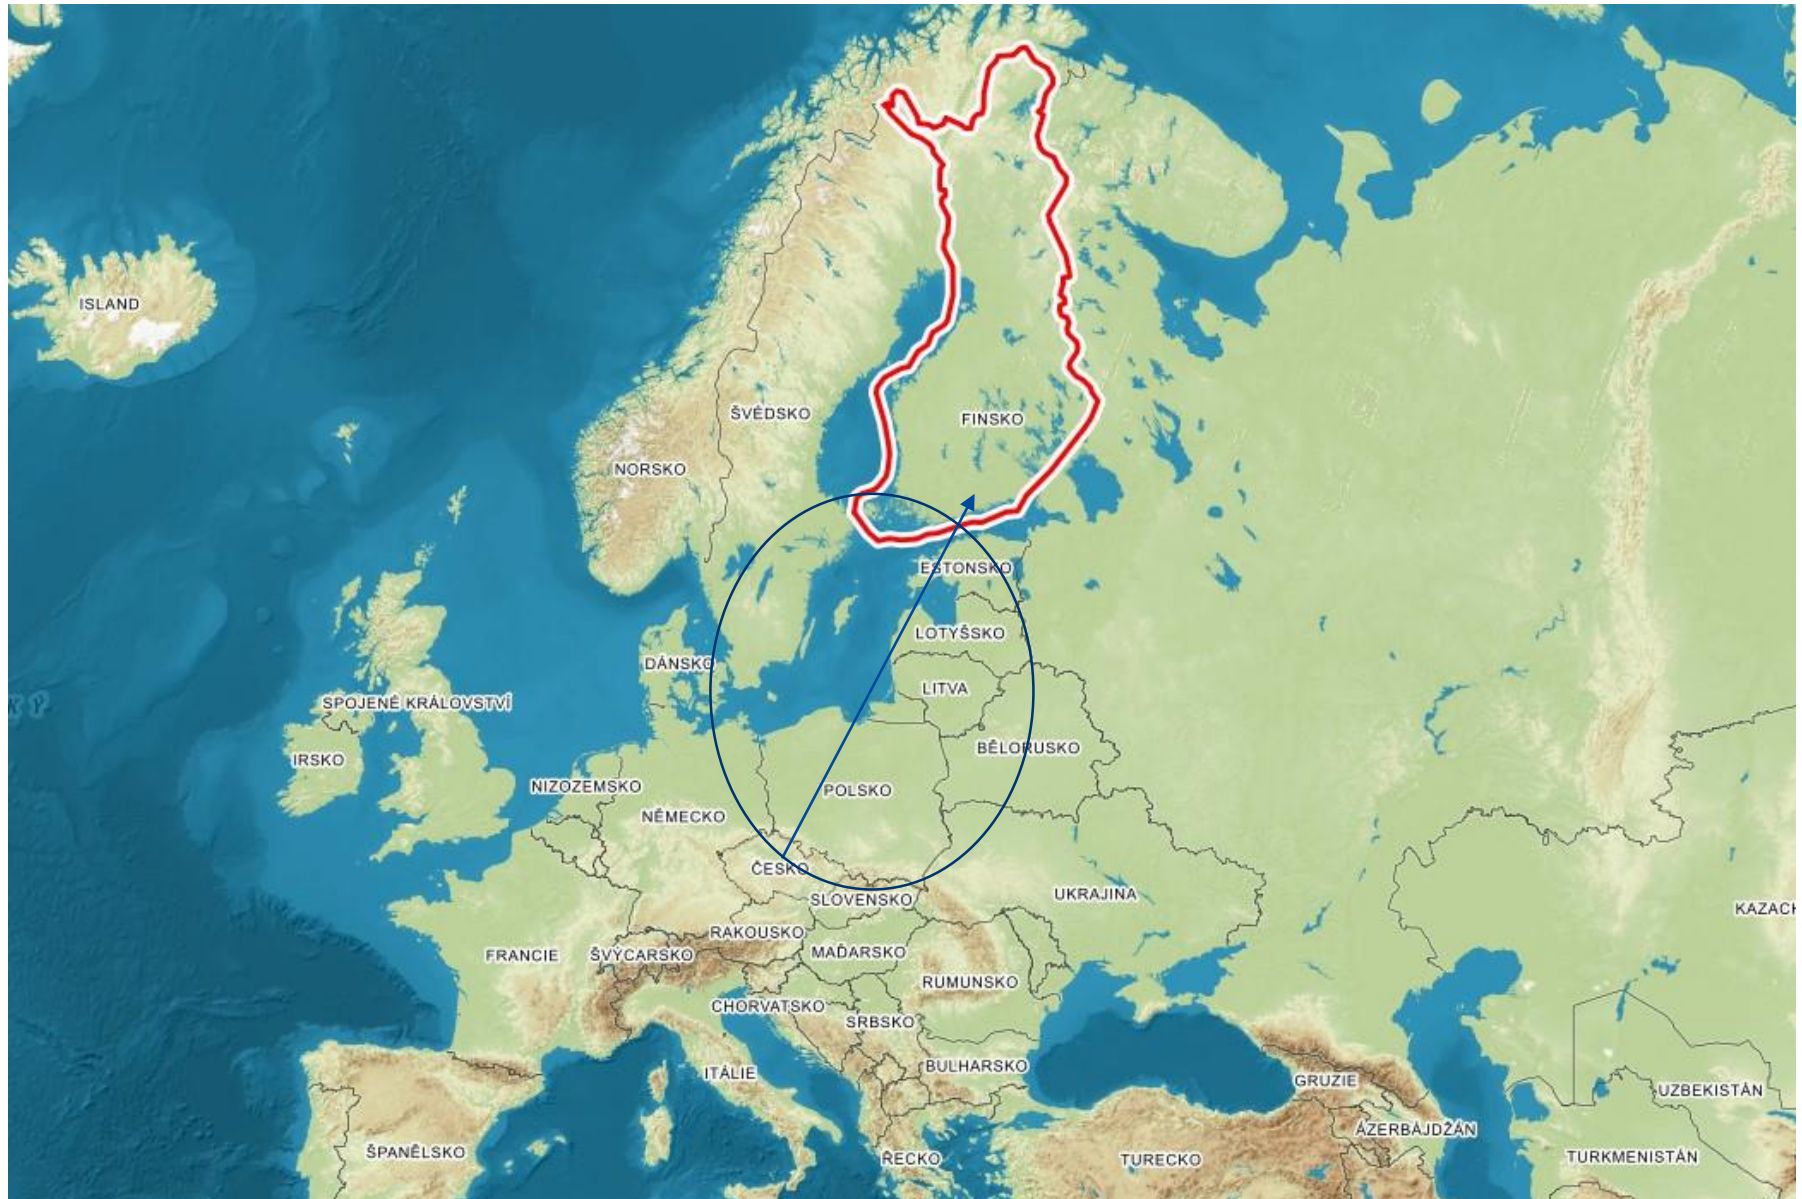 ISLAND
ŠVÉDSKO
FINSKO
NORSKO
ESTONSKO
LOTYŠSKO
DÁNSKO
LITVA
SPOJENÉ KRÁLOVSTVÍ
BĚLORUSKO
IRSKO
NIZOZEMSKO
POLSKO
NĚMECKO
ČESKO
UKRAJINA
SLOVENSKO
KAZACH
RAKOUSKO
FRANCIE
ŠVÝCARSKO
MAĎARSKO
RUMUNSKO
CHORVATSKO
SRBSKO
BULHARSKO
ITÁLIE
GRUZIE
UZBEKISTÁN
ÁZERBÁJDŽÁN
ŠPANĚLSKO
ŘECKO
TURECKO
TURKMENISTÁN